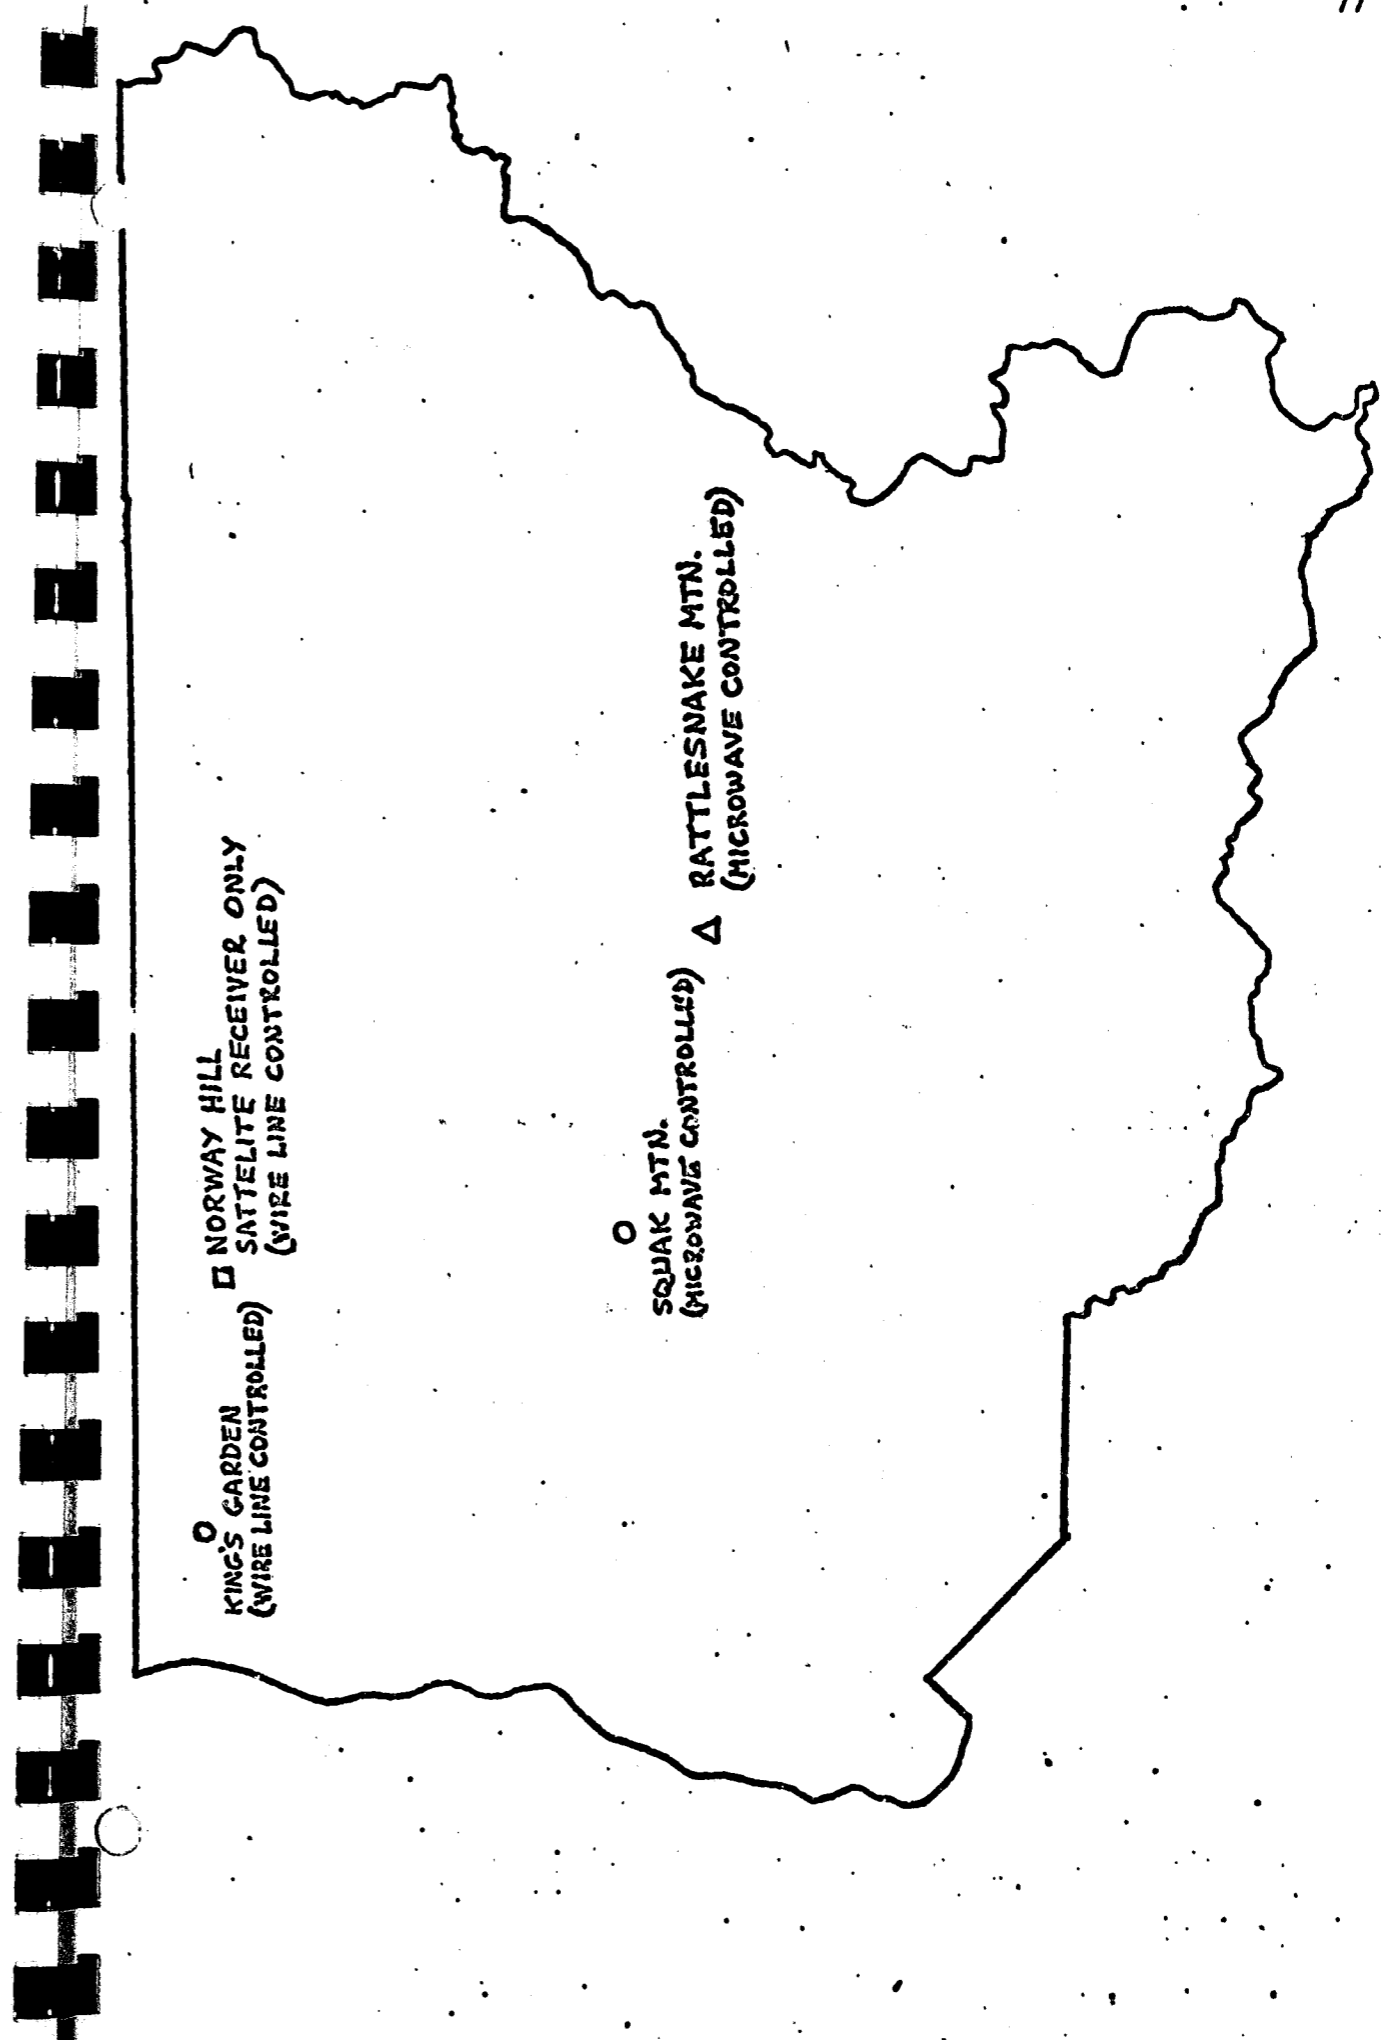 KING'S GARDEN
(WIRE LINE CONTROLLED)
NORWAY HILL
SATTELITE RECEIVER ONLY
(WIRE LINE CONTROLLED)
SQUAK MTN.
(MICROWAVE CONTROLLED)
RATTLESNAKE MTN.
(MICROWAVE CONTROLLED)